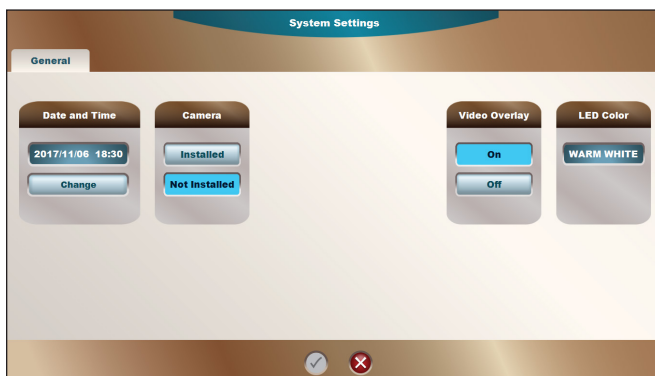 System Settings
General
Date and Time
2017/11/06 18:30
Change
Camera
Installed
Not Installed
Video Overlay
On
Off
LED Color
WARM WHITE